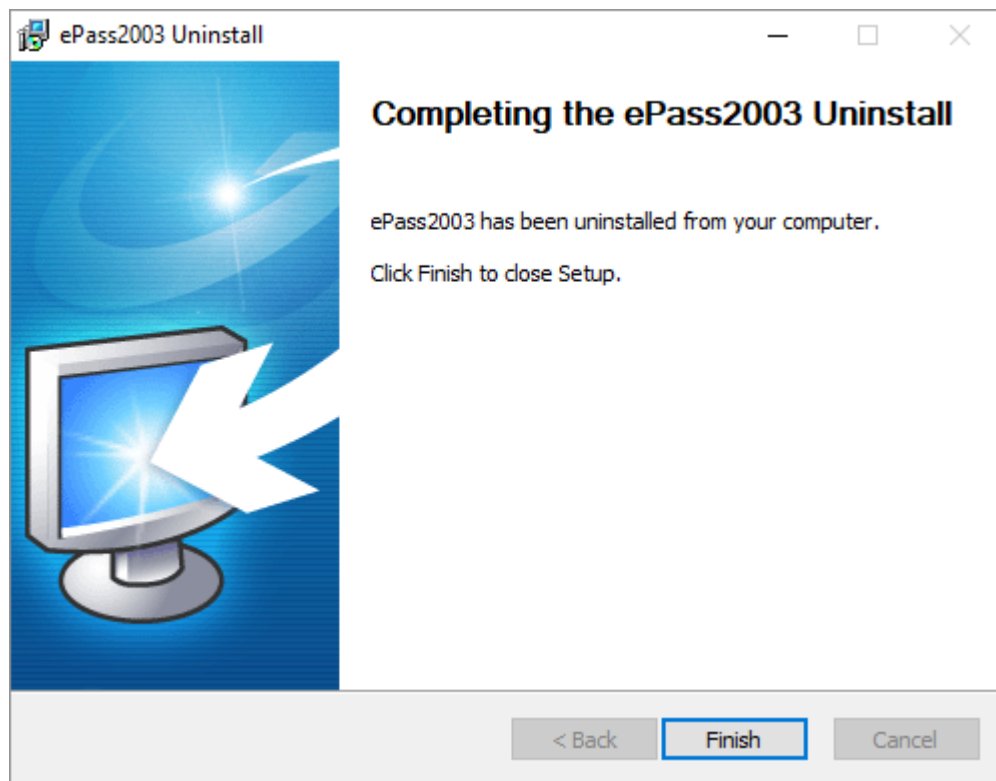 ePass2003 Uninstall
Completing the ePass2003 Uninstall
ePass2003 has been uninstalled from your computer.
Click Finish to close Setup.
< Back
Finish
Cancel